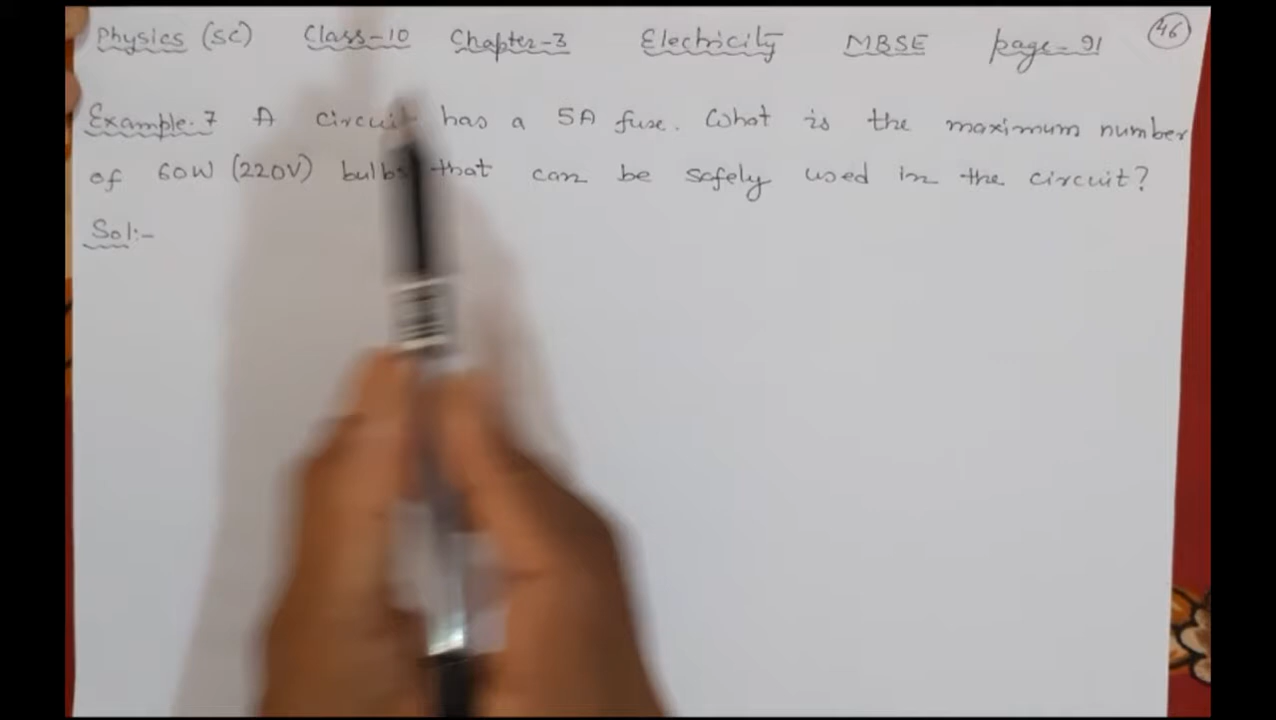 Physics (SC) Class-10 Chapter-3 Electricity MBSE page-91 46
Example.7 A circuit has a 5A fuse. What is the maximum number
of 60W (220V) bulbs that can be safely used in the circuit?
Sol:-